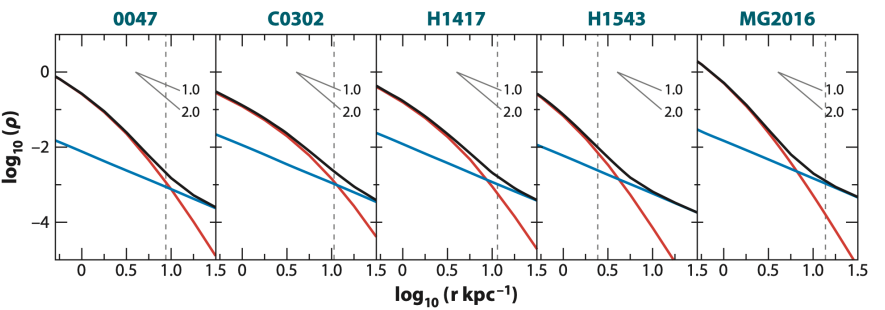 0047 C0302 H1417 H1543 MG2016
0 1.0 1.0 1.0 1.0 1.0
2.0 2.0 2.0 2.0 2.0
−2
−4
log10 (ρ)
0 0.5 1.0 1.5 0 0.5 1.0 1.5 0 0.5 1.0 1.5 0 0.5 1.0 1.5 0 0.5 1.0 1.5
log10 (r kpc−1)